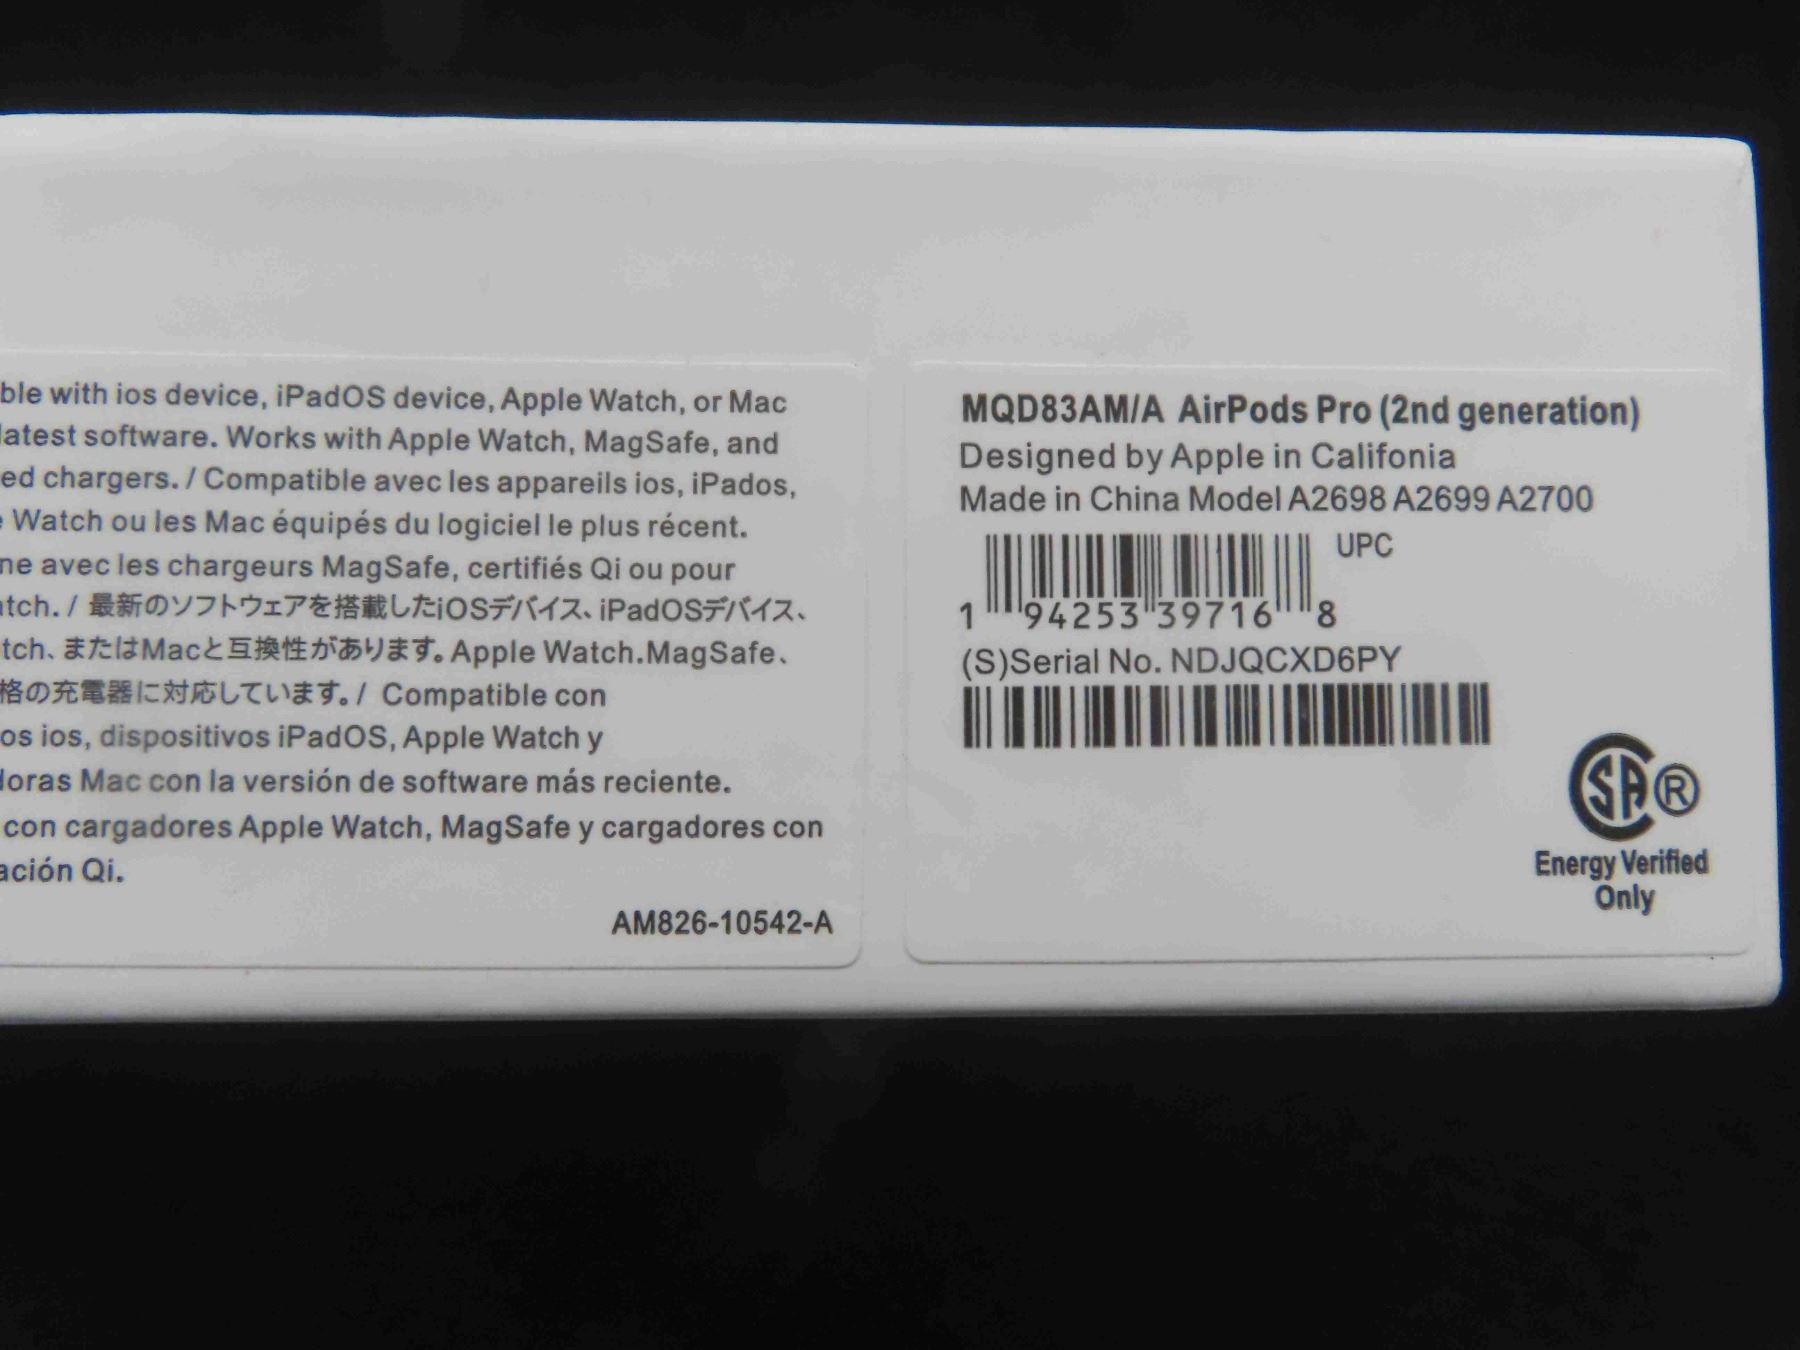 ble with ios device, iPadOS device, Apple Watch, or Mac
latest software. Works with Apple Watch, MagSafe, and
ed chargers. / Compatible avec les appareils ios, iPados,
e Watch ou les Mac équipés du logiciel le plus récent.
ne avec les chargeurs MagSafe, certifiés Qi ou pour
atch. / 最新のソフトウェアを搭載したiOSデバイス、iPadOSデバイス、
tch、またはMacと互換性があります。Apple Watch.MagSafe、
格の充電器に対応しています。/ Compatible con
os ios, dispositivos iPadOS, Apple Watch y
doras Mac con la versión de software más reciente.
con cargadores Apple Watch, MagSafe y cargadores con
ación Qi.
AM826-10542-A
MQD83AM/A AirPods Pro (2nd generation)
Designed by Apple in Califonia
Made in China Model A2698 A2699 A2700
UPC
1 94253 39716 8
(S)Serial No. NDJQCXD6PY
SA ®
Energy Verified
Only